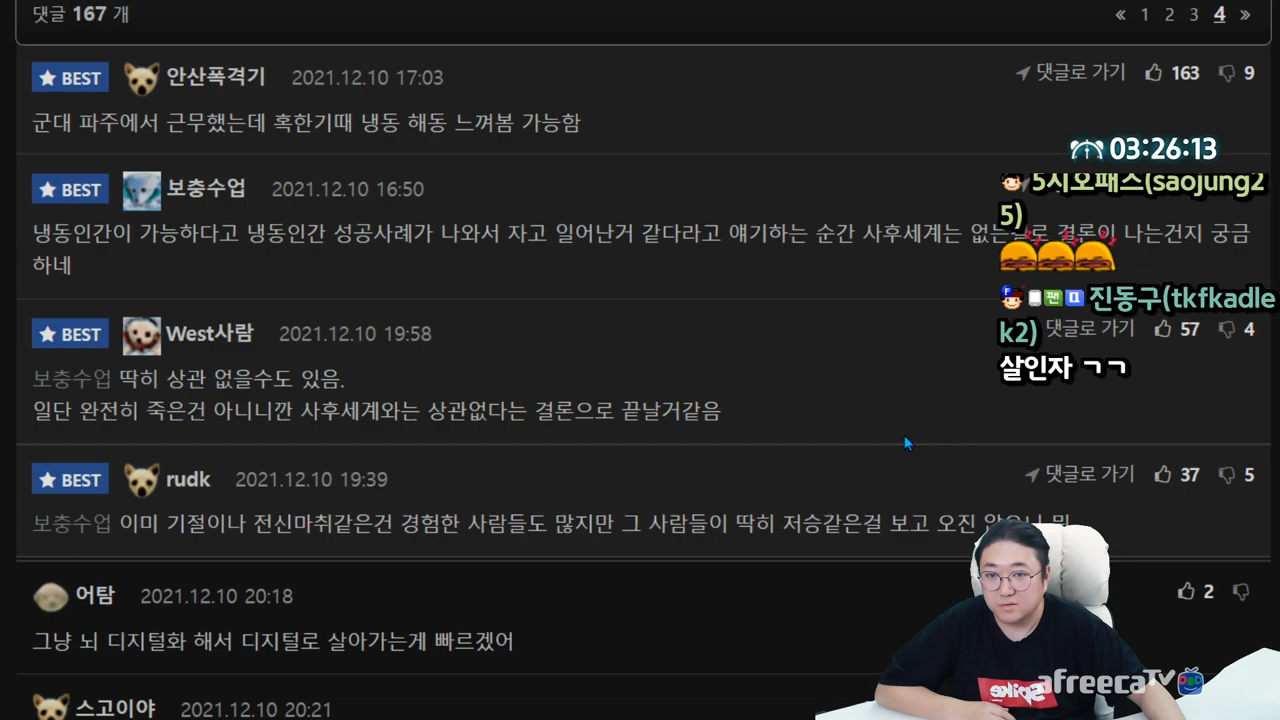 댓글 167 개
« 1 2 3 4 »
BEST 안산폭격기 2021.12.10 17:03 댓글로 가기 163 9
군대 파주에서 근무했는데 혹한기때 냉동 해동 느껴봄 가능함
03:26:13
BEST 보충수업 2021.12.10 16:50
5시오패스(saojung2
5)
냉동인간이 가능하다고 냉동인간 성공사례가 나와서 자고 일어난거 같다라고 얘기하는 순간 사후세계는 나는건지 궁금
하네
진동구(tkfkadle
k2)
살인자 ㄱㄱ
BEST West사람 2021.12.10 19:58 댓글로 가기 57 4
보충수업 딱히 상관 없을수도 있음.
일단 완전히 죽은건 아니니깐 사후세계와는 상관없다는 결론으로 끝날거같음
BEST rudk 2021.12.10 19:39 댓글로 가기 37 5
보충수업 이미 기절이나 전신마취같은건 경험한 사람들도 많지만 그 사람들이 딱히 저승같은걸 보고 오진
어탐 2021.12.10 20:18 2
그냥 뇌 디지털화 해서 디지털로 살아가는게 빠르겠어
스고이야 2021.12.10 20:21
Spike
afreecaTV